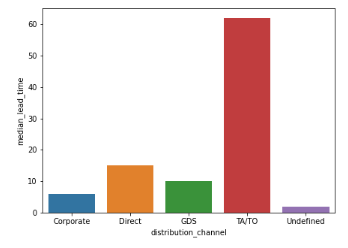 60
50
40
30
20
10
0
median_lead_time
Corporate Direct GDS TA/TO Undefined
distribution_channel